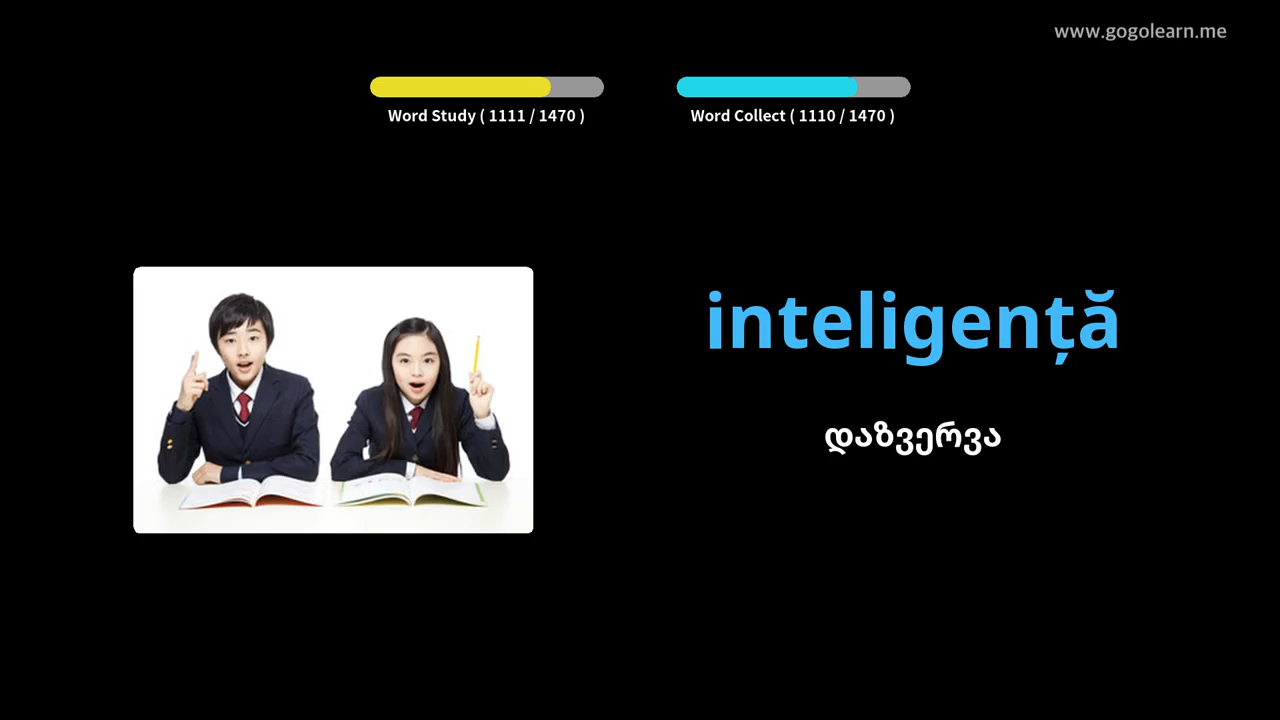 www.gogolearn.me
Word Study ( 1111 / 1470 )
Word Collect ( 1110 / 1470 )
inteligență
დაზვერვა